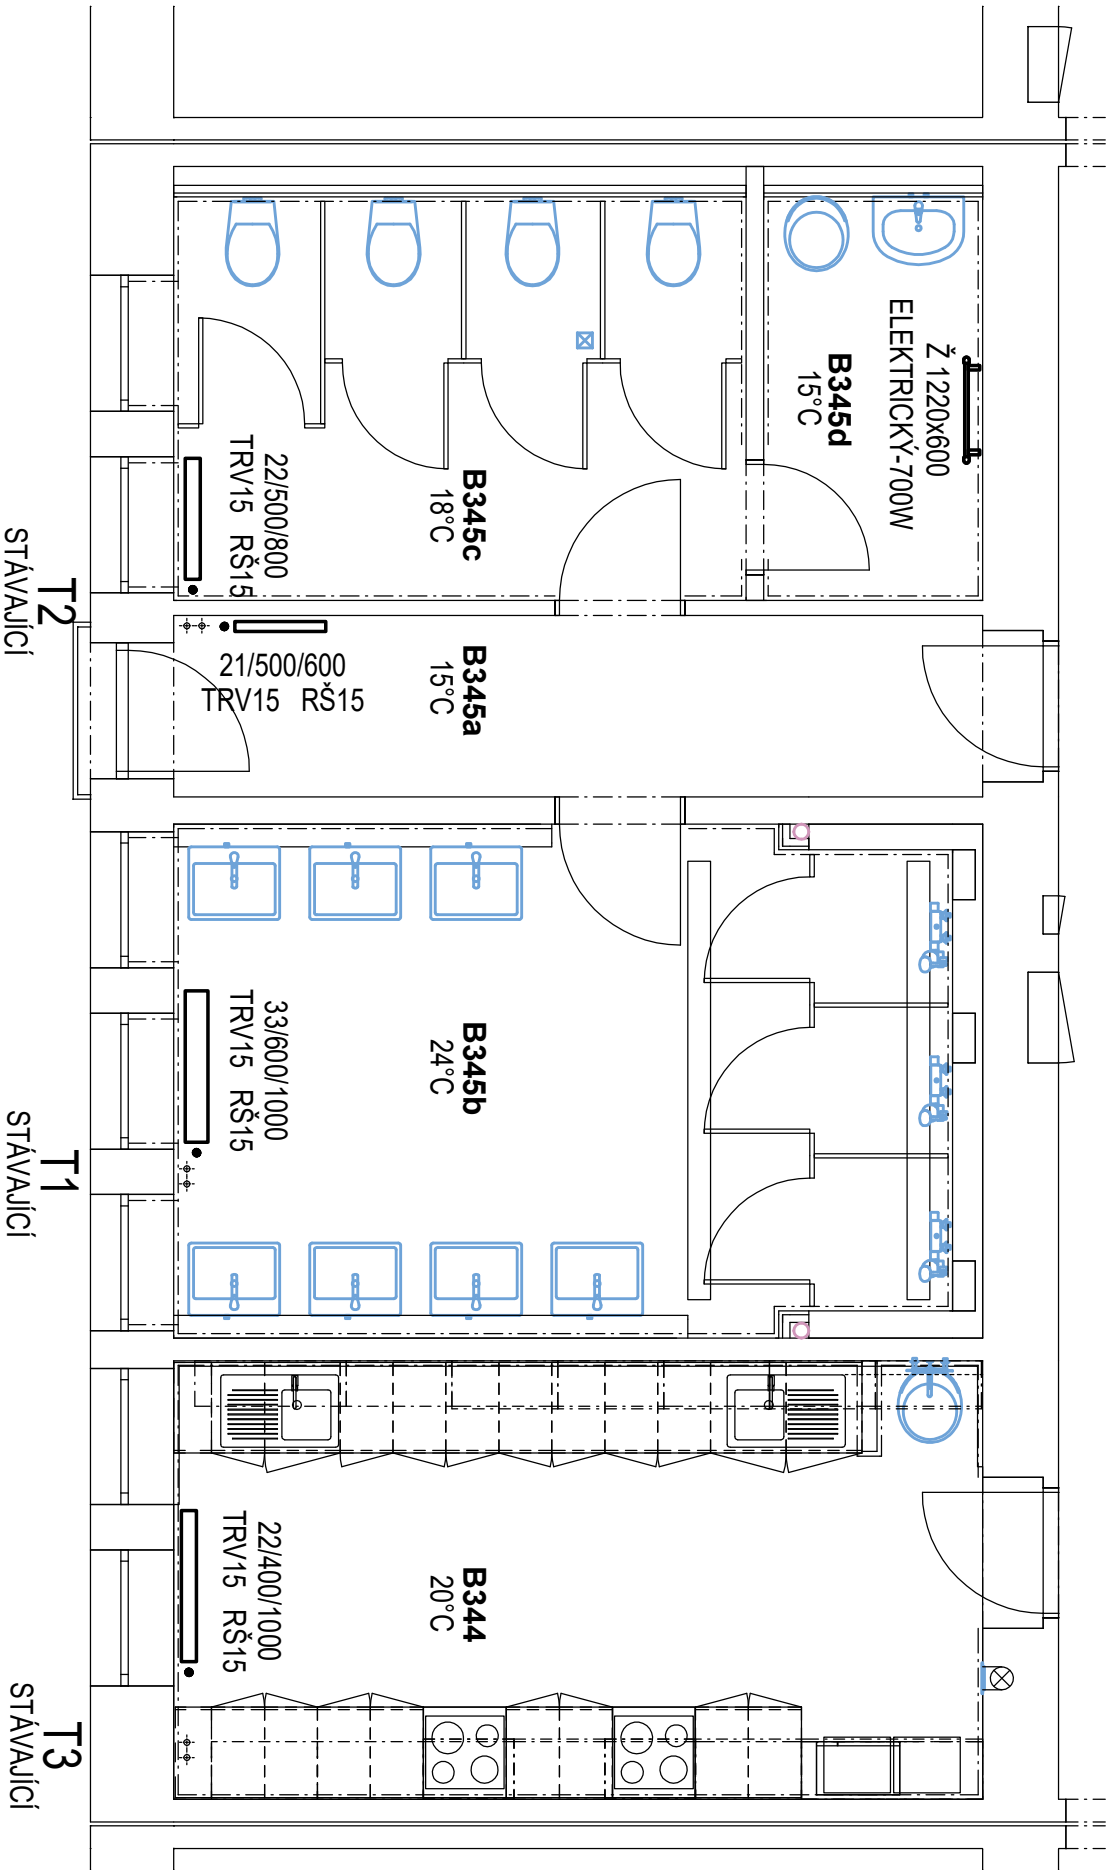 Ž 1220x600
ELEKTRICKÝ-700W
B345d
15°C
B345c
18°C
22/500/800
TRV15 RŠ15
T2
STÁVAJÍCÍ
B345a
15°C
21/500/600
TRV15 RŠ15
B345b
24°C
33/600/1000
TRV15 RŠ15
T1
STÁVAJÍCÍ
B344
20°C
22/400/1000
TRV15 RŠ15
T3
STÁVAJÍCÍ